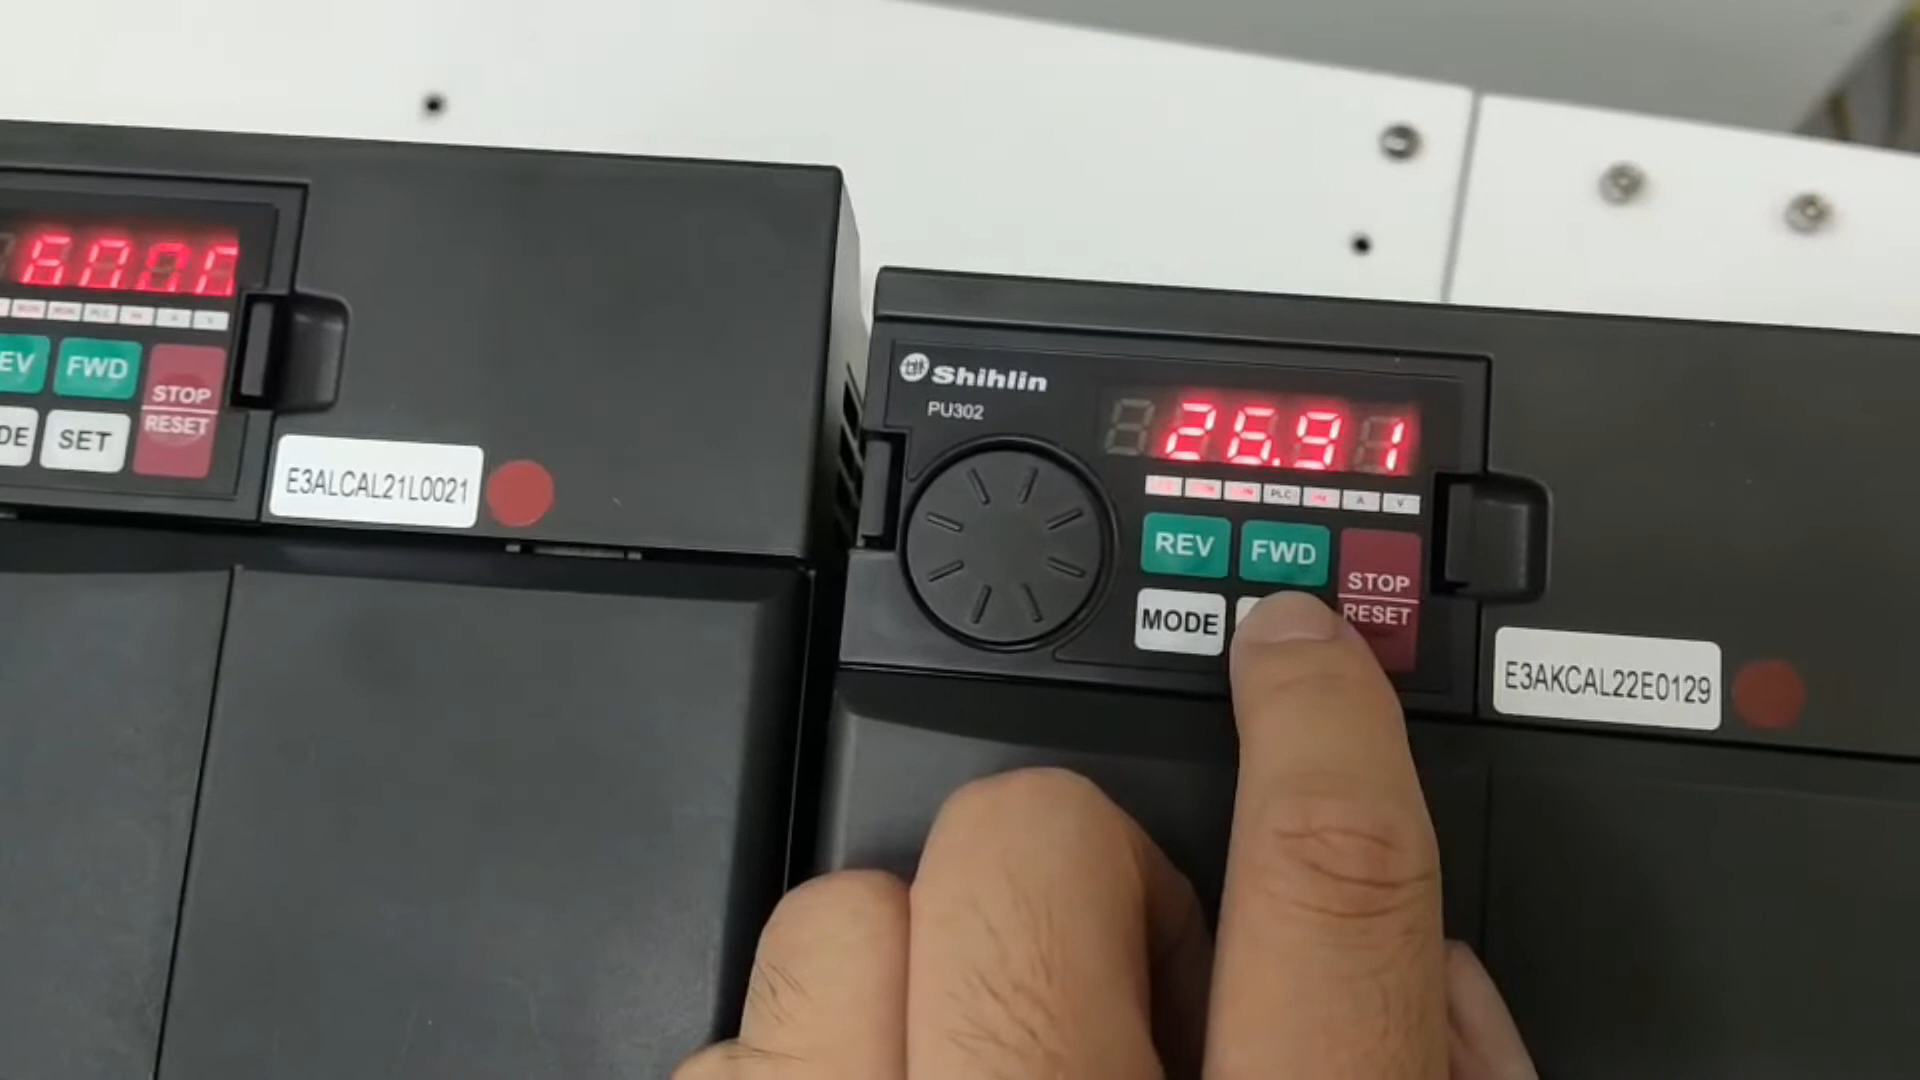 EV
FWD
STOP
RESET
DE
SET
E3ALCAL21L0021
Shihlin
PU302
26.91
PLC
A
V
REV
FWD
STOP
RESET
MODE
E3AKCAL22E0129